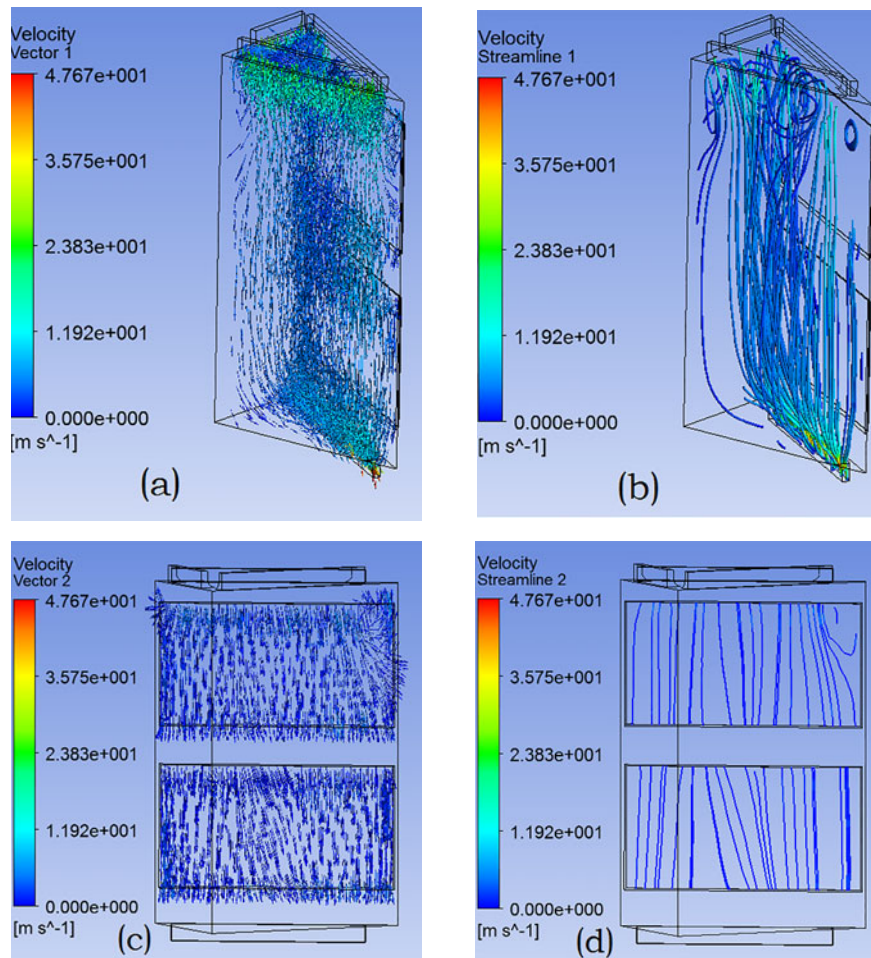 Velocity
Vector 1
4.767e+001
3.575e+001
2.383e+001
1.192e+001
0.000e+000
[m s^-1]
(a)
Velocity
Streamline 1
4.767e+001
3.575e+001
2.383e+001
1.192e+001
0.000e+000
[m s^-1]
(b)
Velocity
Vector 2
4.767e+001
3.575e+001
2.383e+001
1.192e+001
0.000e+000
[m s^-1]
(c)
Velocity
Streamline 2
4.767e+001
3.575e+001
2.383e+001
1.192e+001
0.000e+000
[m s^-1]
(d)